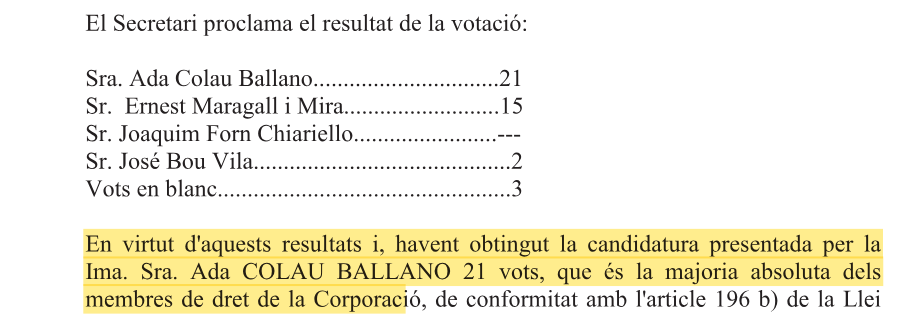 El Secretari proclama el resultat de la votació:
Sra. Ada Colau Ballano...............................21
Sr.  Ernest Maragall i Mira..........................15
Sr. Joaquim Forn Chiariello........................---
Sr. José Bou Vila...........................................2
Vots en blanc.................................................3
En virtut d'aquests resultats i, havent obtingut la candidatura presentada per la
Ima. Sra. Ada COLAU BALLANO 21 vots, que és la majoria absoluta dels
membres de dret de la Corporació, de conformitat amb l'article 196 b) de la Llei